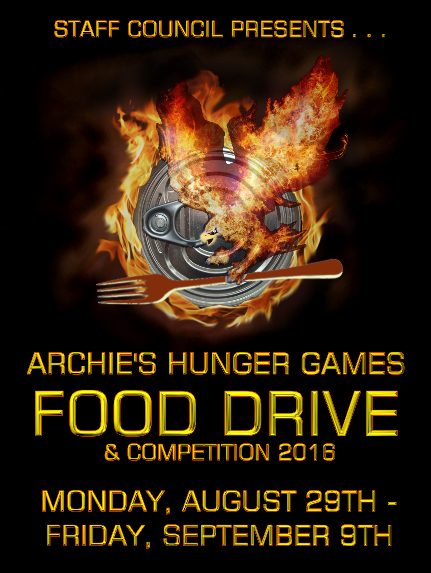 STAFF COUNCIL PRESENTS . . .
ARCHIE'S HUNGER GAMES
FOOD DRIVE
& COMPETITION 2016
MONDAY, AUGUST 29TH -
FRIDAY, SEPTEMBER 9TH